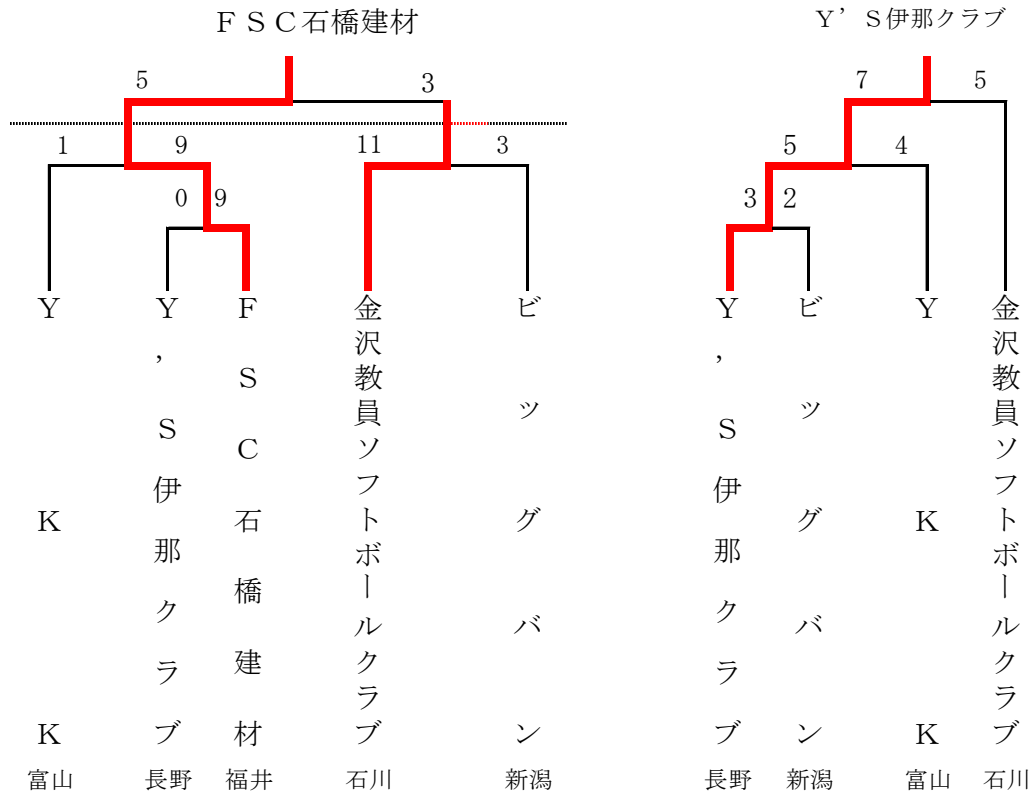 ＦＳＣ石橋建材
Ｙ’Ｓ伊那クラブ
5 3
7 5
1 9 11 3
5 4
0 9
3 2
ＹＫＫ
Ｙ’Ｓ伊那クラブ
ＦＳＣ石橋建材
金沢教員ソフトボールクラブ
ビッグバン
Ｙ’Ｓ伊那クラブ
ビッグバン
ＹＫＫ
金沢教員ソフトボールクラブ
富山 長野 福井 石川 新潟
長野 新潟 富山 石川